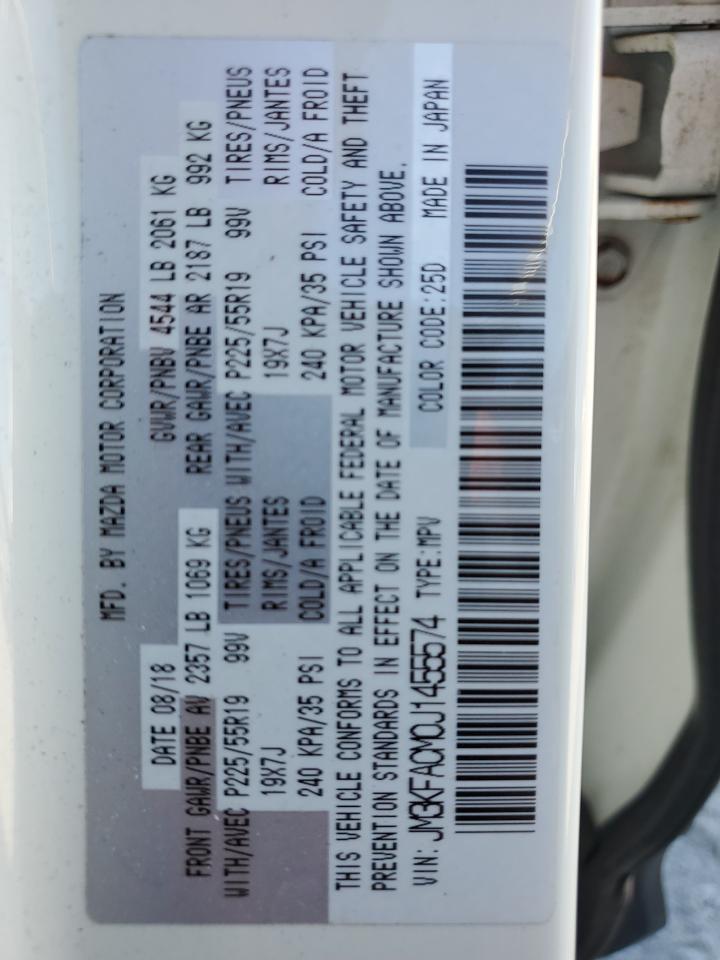 MFD. BY MAZDA MOTOR CORPORATION
DATE 08/18 GVWR/PNBV 4544 LB 2061 KG
FRONT GAWR/PNBE AV 2357 LB 1069 KG REAR GAWR/PNBE AR 2187 LB 992 KG
WITH/AVEC P225/55R19 99V TIRES/PNEUS WITH/AVEC P225/55R19 99V TIRES/PNEUS
19X7J RIMS/JANTES 19X7J RIMS/JANTES
240 KPA/35 PSI COLD/A FROID 240 KPA/35 PSI COLD/A FROID
THIS VEHICLE CONFORMS TO ALL APPLICABLE FEDERAL MOTOR VEHICLE SAFETY AND THEFT
PREVENTION STANDARDS IN EFFECT ON THE DATE OF MANUFACTURE SHOWN ABOVE.
VIN: JM3KFACM0J1455574 TYPE:MPV COLOR CODE:25D MADE IN JAPAN